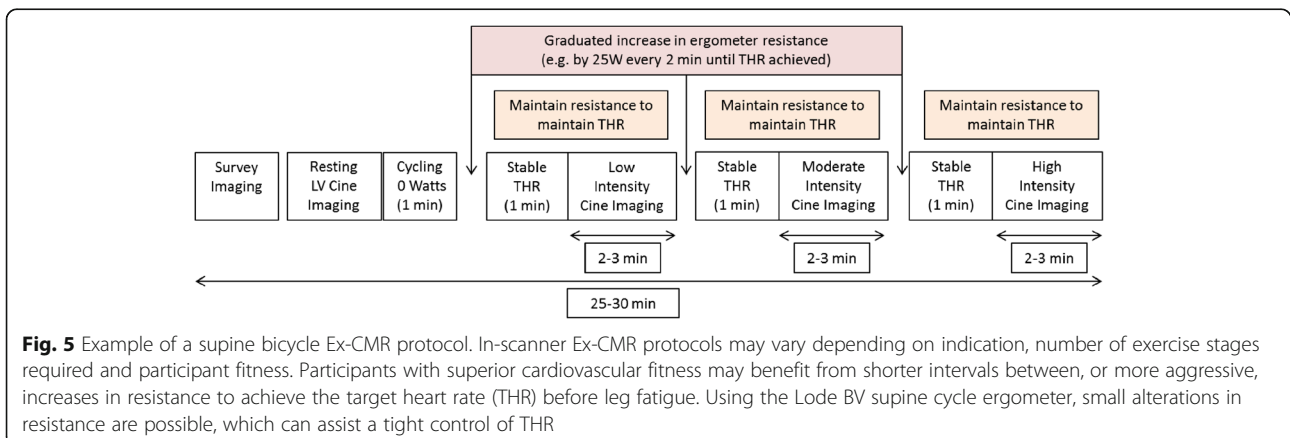 Graduated increase in ergometer resistance
(e.g. by 25W every 2 min until THR achieved)
Maintain resistance to
maintain THR
Maintain resistance to
maintain THR
Maintain resistance to
maintain THR
Survey
Imaging
Resting
LV Cine
Imaging
Cycling
0 Watts
(1 min)
Stable
THR
(1 min)
Low
Intensity
Cine Imaging
Stable
THR
(1 min)
Moderate
Intensity
Cine Imaging
Stable
THR
(1 min)
High
Intensity
Cine Imaging
2-3 min
2-3 min
2-3 min
25-30 min
Fig. 5 Example of a supine bicycle Ex-CMR protocol. In-scanner Ex-CMR protocols may vary depending on indication, number of exercise stages
required and participant fitness. Participants with superior cardiovascular fitness may benefit from shorter intervals between, or more aggressive,
increases in resistance to achieve the target heart rate (THR) before leg fatigue. Using the Lode BV supine cycle ergometer, small alterations in
resistance are possible, which can assist a tight control of THR